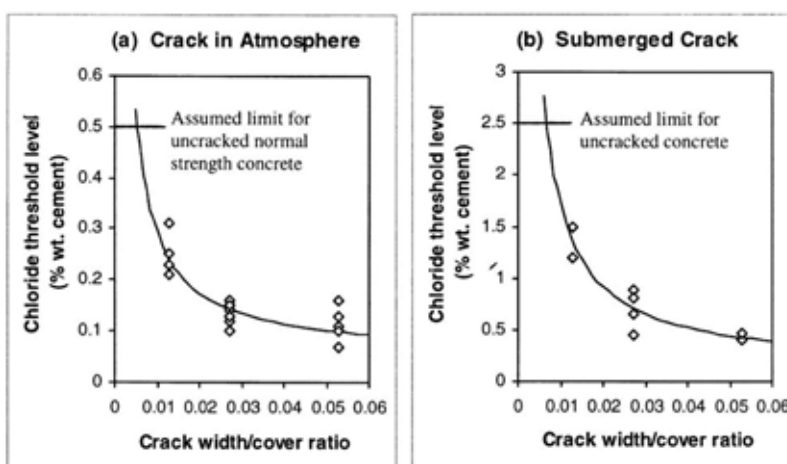 (a) Crack in Atmosphere
0.6
0.5
0.4
0.3
0.2
0.1
0
Chloride threshold level
(% wt. cement)
Assumed limit for
uncracked normal
strength concrete
0 0.01 0.02 0.03 0.04 0.05 0.06
Crack width/cover ratio
(b) Submerged Crack
3
2.5
2
1.5
1
0.5
0
Chloride threshold level
(% wt. cement)
Assumed limit for
uncracked concrete
0 0.01 0.02 0.03 0.04 0.05 0.06
Crack width/cover ratio